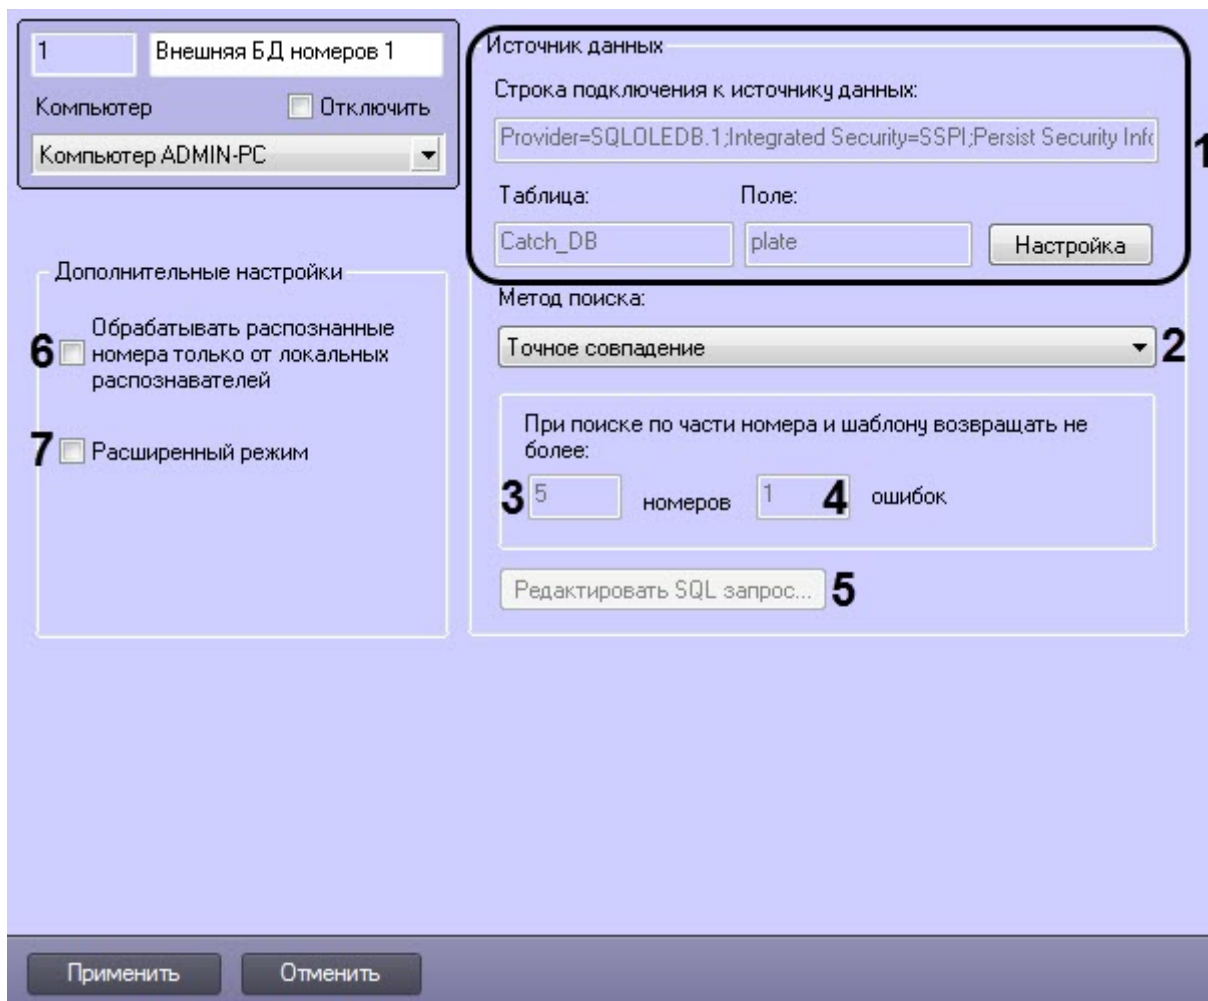 1 Внешняя БД номеров 1
Компьютер Отключить
Компьютер ADMIN-PC
Источник данных
Строка подключения к источнику данных:
Provider=SQLOLEDB.1;Integrated Security=SSPI;Persist Security Info
1
Таблица: Поле:
Catch_DB plate Настройка
Метод поиска:
Точное совпадение 2
При поиске по части номера и шаблону возвращать не
более:
3 5 номеров 1 4 ошибок
Редактировать SQL запрос... 5
Дополнительные настройки
6 Обрабатывать распознанные
номера только от локальных
распознавателей
7 Расширенный режим
Применить Отменить